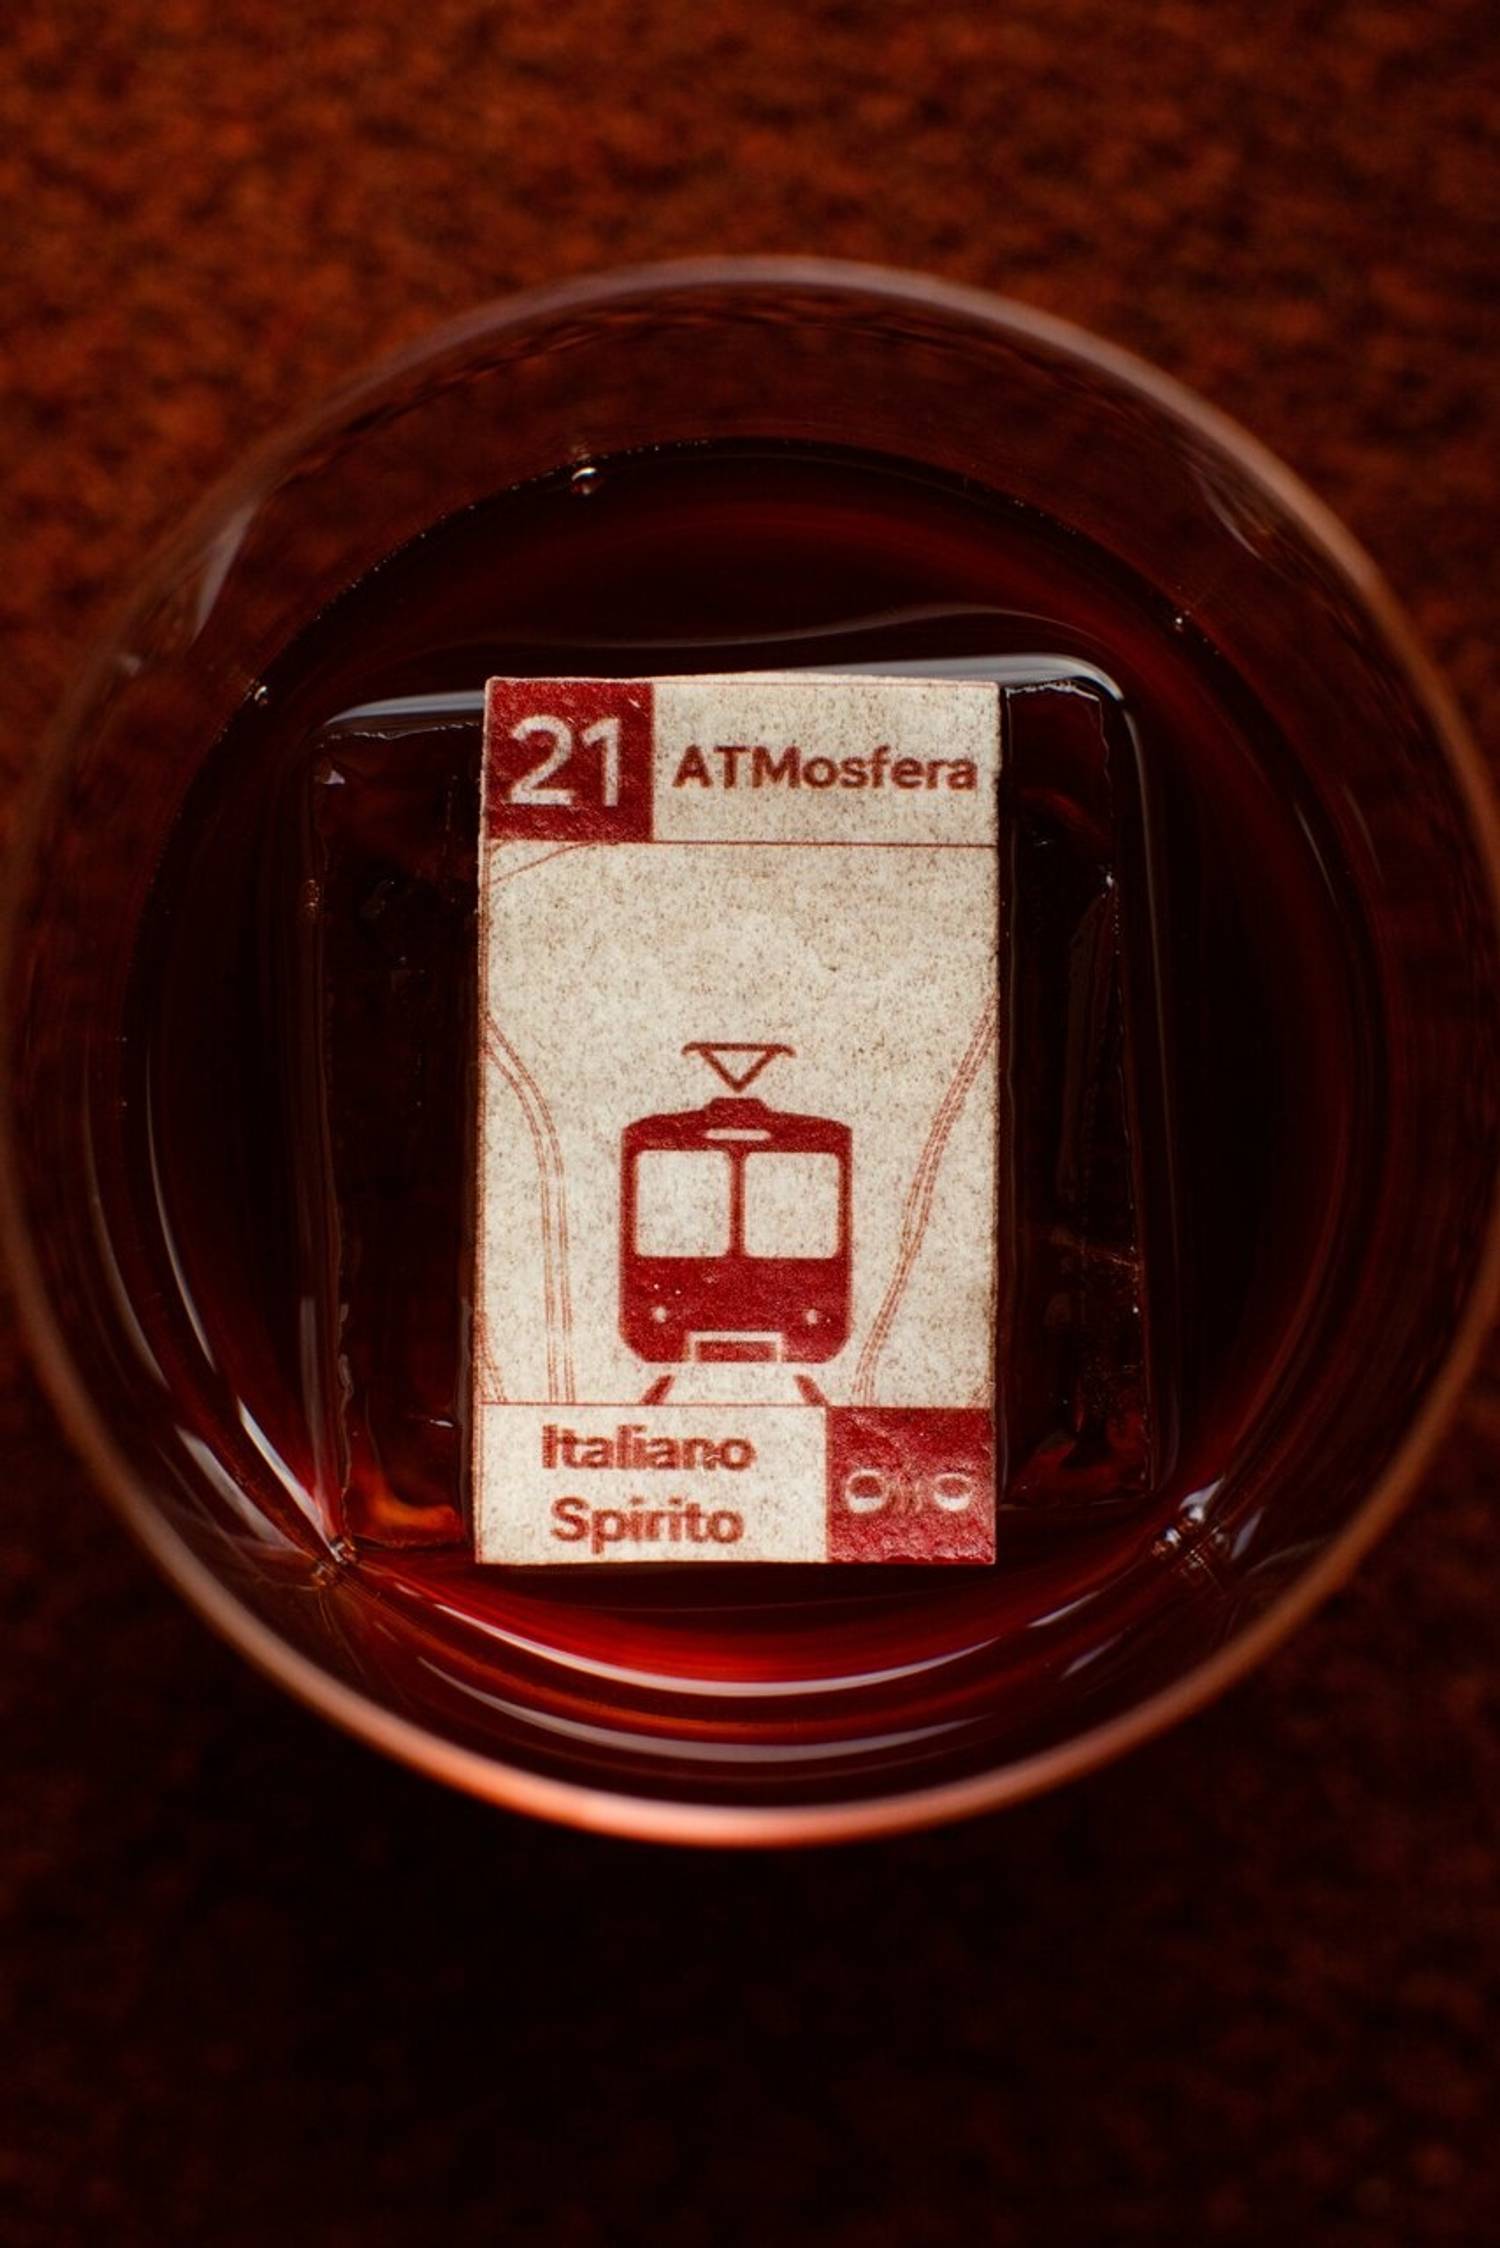 21 ATMosfera
Italiano
Spirito